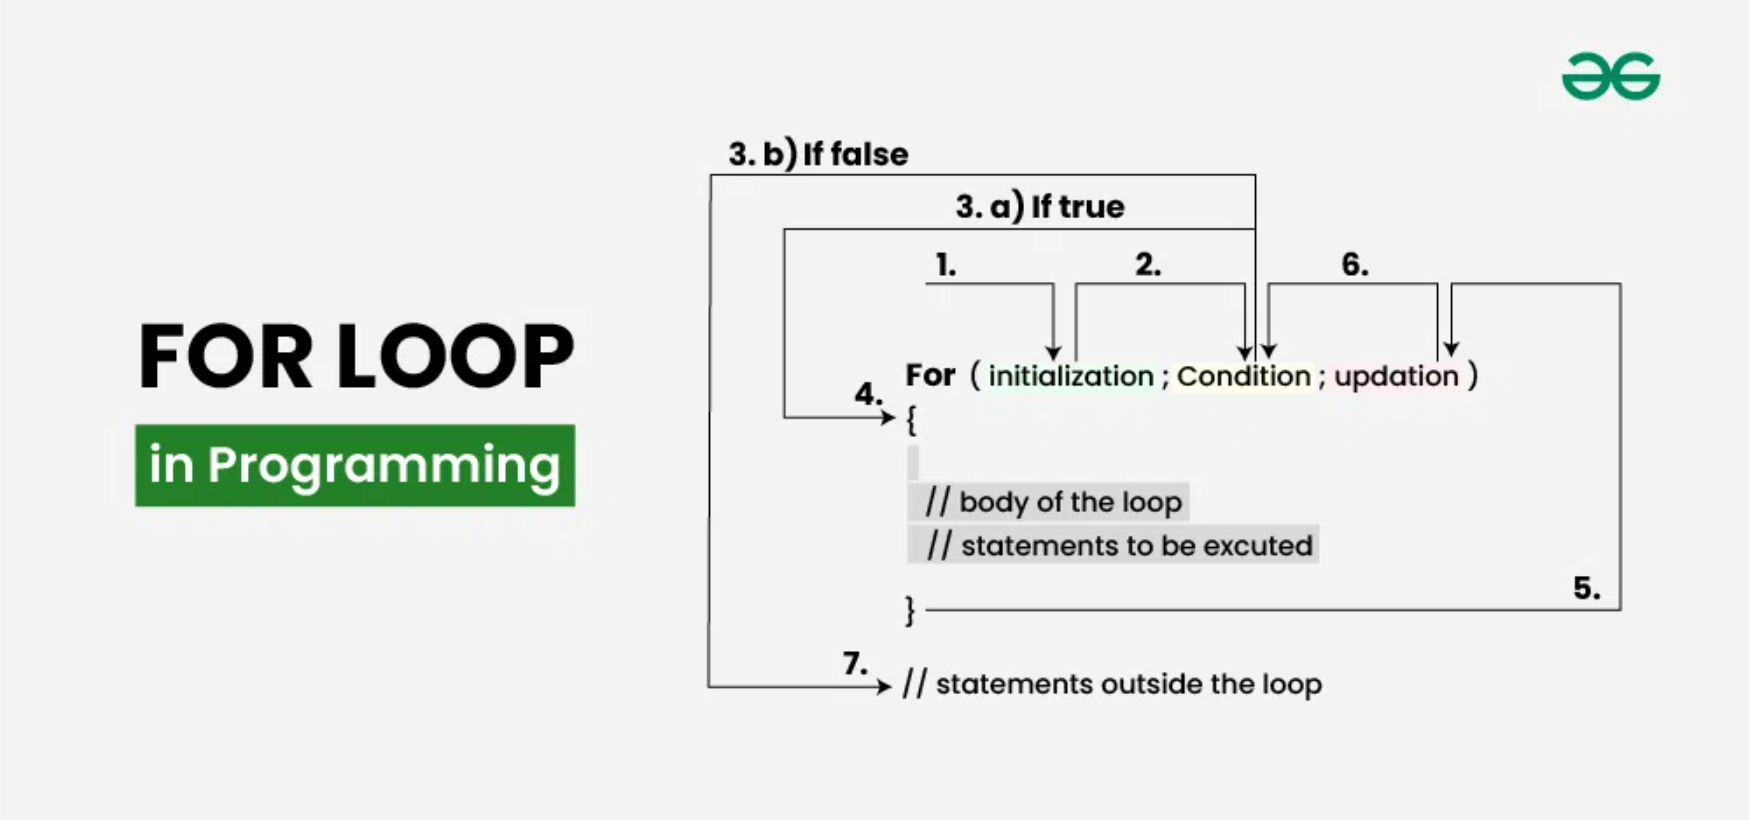 FOR LOOP
in Programming
3. b) If false
3. a) If true
1.
2.
6.
For ( initialization ; Condition ; updation )
4.
{
// body of the loop
// statements to be excuted
5.
}
7.
// statements outside the loop